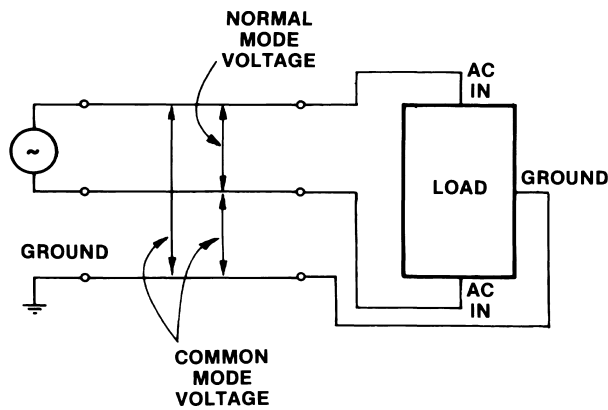 NORMAL
MODE
VOLTAGE
AC
IN
~
LOAD
GROUND
GROUND
AC
IN
COMMON
MODE
VOLTAGE